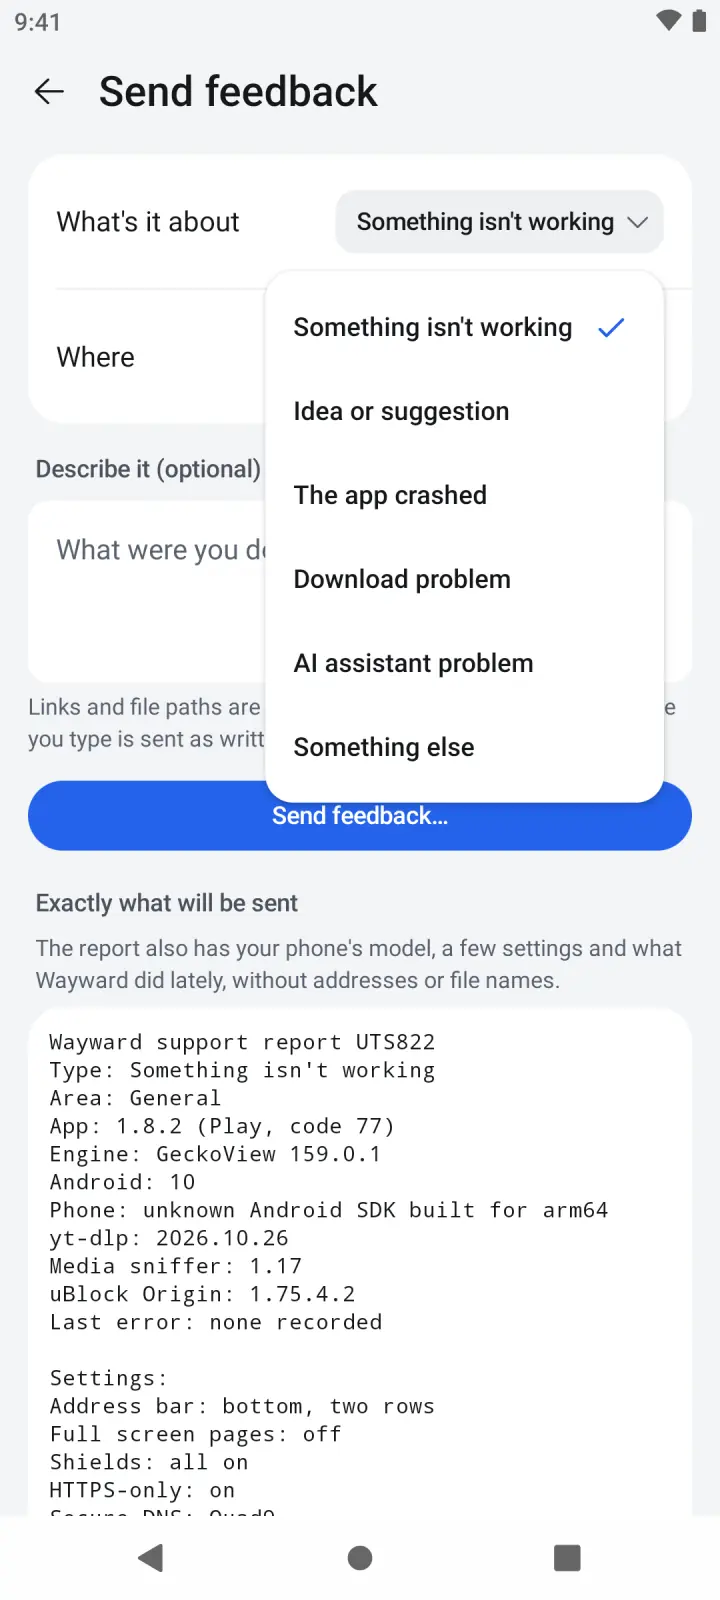 9:41
Send feedback
What's it about
Something isn't working
Something isn't working
Where
Idea or suggestion
Describe it (optional)
The app crashed
What were you
Download problem
AI assistant problem
Links and file paths are
you type is sent as
Something else
Send feedback...
Exactly what will be sent
The report also has your phone's model, a few settings and what
Wayward did lately, without addresses or file names.
Wayward support report UTS822
Type: Something isn't working
Area: General
App: 1.8.2 (Play, code 77)
Engine: GeckoView 159.0.1
Android: 10
Phone: unknown Android SDK built for arm64
yt-dlp: 2026.10.26
Media sniffer: 1.17
uBlock Origin: 1.75.4.2
Last error: none recorded
Settings:
Address bar: bottom, two rows
Full screen pages: off
Shields: all on
HTTPS-only: on
Secure DNS: Quad9